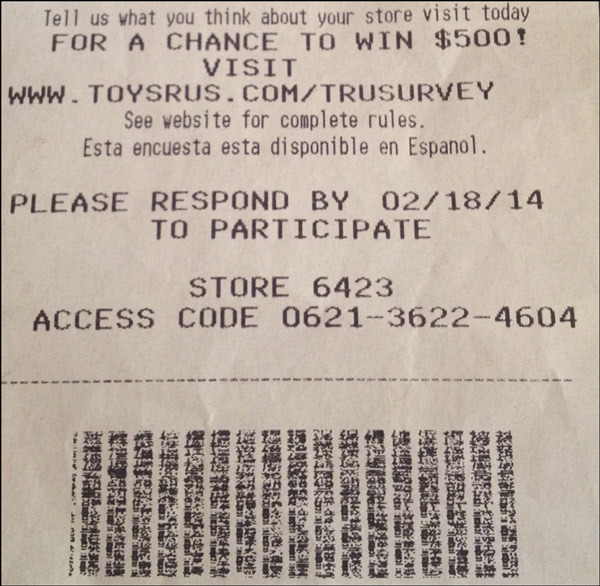 Tell us what you think about your store visit today
FOR A CHANCE TO WIN $500!
VISIT
WWW.TOYSRUS.COM/TRUSURVEY
See website for complete rules.
Esta encuesta esta disponible en Espanol.
PLEASE RESPOND BY 02/18/14
TO PARTICIPATE
STORE 6423
ACCESS CODE 0621-3622-4604